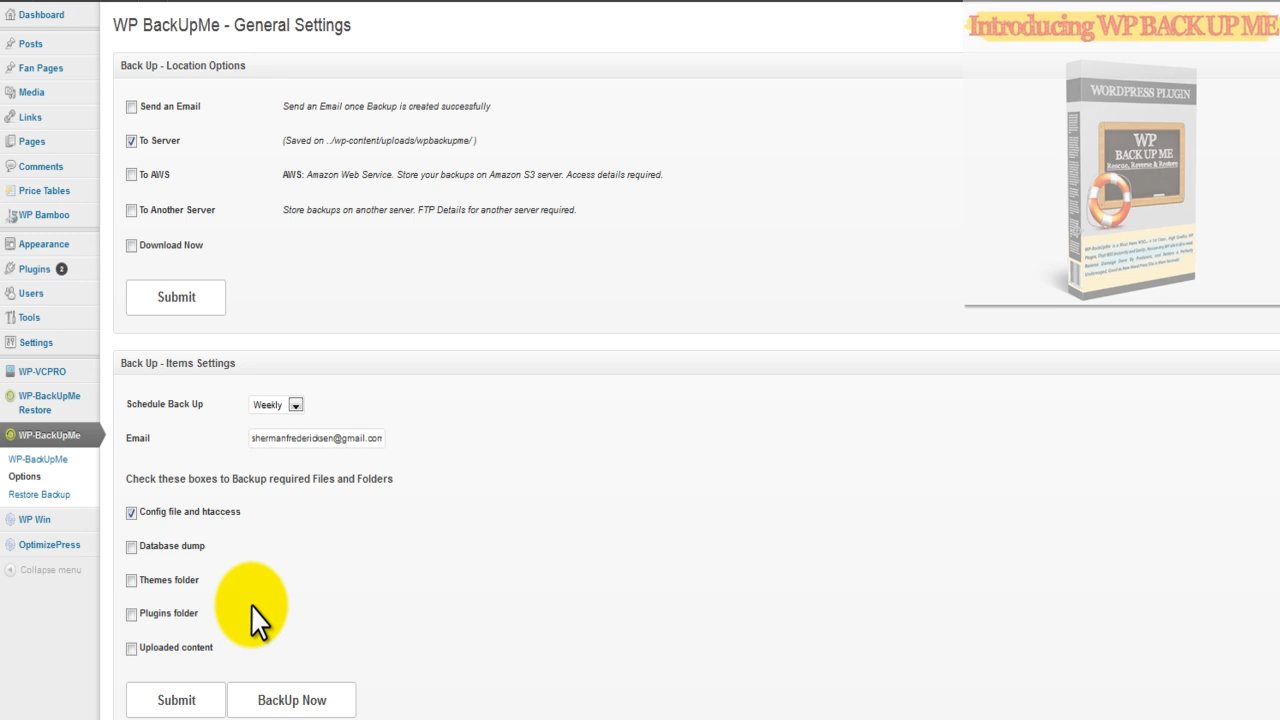 Dashboard
Posts
Fan Pages
Media
Links
Pages
Comments
Price Tables
WP Bamboo
Appearance
Plugins 2
Users
Tools
Settings
WP-VCPRO
WP-BackUpMe
Restore
WP-BackUpMe
WP-BackUpMe
Options
Restore Backup
WP Win
OptimizePress
Collapse menu
WP BackUpMe - General Settings
Back Up - Location Options
Send an Email Send an Email once Backup is created successfully
To Server (Saved on ../wp-content/uploads/wpbackupme/ )
To AWS AWS: Amazon Web Service. Store your backups on Amazon S3 server. Access details required.
To Another Server Store backups on another server. FTP Details for another server required.
Download Now
Submit
Back Up - Items Settings
Schedule Back Up Weekly
Email shermanfredericksen@gmail.com
Check these boxes to Backup required Files and Folders
Config file and htaccess
Database dump
Themes folder
Plugins folder
Uploaded content
Submit BackUp Now
Introducing WP BACK UP ME
WORDPRESS PLUGIN
WP
BACK UP ME
Rescue, Reverse & Restore